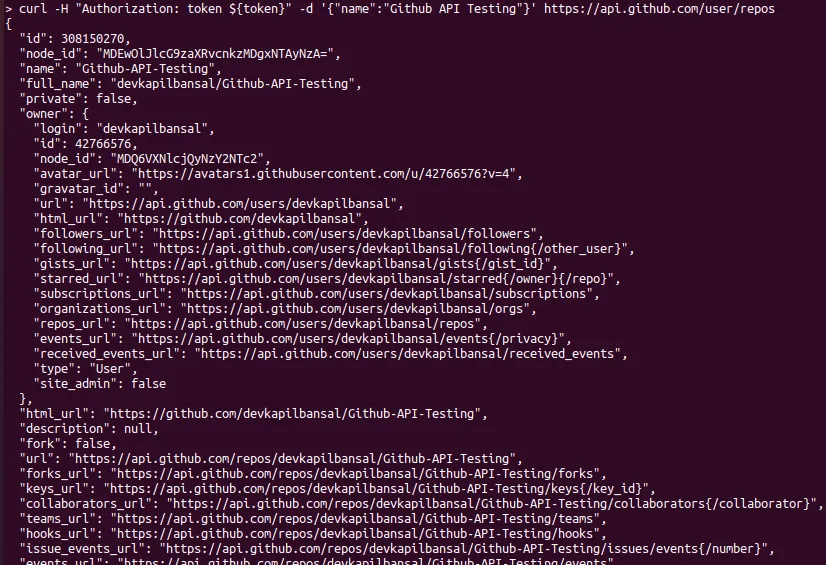 > curl -H "Authorization: token ${token}" -d '{"name":"Github API Testing"}' https://api.github.com/user/repos
{
  "id": 308150270,
  "node_id": "MDEwOlJlcG9zaXRvcnkzMDgxNTAyNzA=",
  "name": "Github-API-Testing",
  "full_name": "devkapilbansal/Github-API-Testing",
  "private": false,
  "owner": {
    "login": "devkapilbansal",
    "id": 42766576,
    "node_id": "MDQ6VXNlcjQyNzY2NTc2",
    "avatar_url": "https://avatars1.githubusercontent.com/u/42766576?v=4",
    "gravatar_id": "",
    "url": "https://api.github.com/users/devkapilbansal",
    "html_url": "https://github.com/devkapilbansal",
    "followers_url": "https://api.github.com/users/devkapilbansal/followers",
    "following_url": "https://api.github.com/users/devkapilbansal/following{/other_user}",
    "gists_url": "https://api.github.com/users/devkapilbansal/gists{/gist_id}",
    "starred_url": "https://api.github.com/users/devkapilbansal/starred{/owner}{/repo}",
    "subscriptions_url": "https://api.github.com/users/devkapilbansal/subscriptions",
    "organizations_url": "https://api.github.com/users/devkapilbansal/orgs",
    "repos_url": "https://api.github.com/users/devkapilbansal/repos",
    "events_url": "https://api.github.com/users/devkapilbansal/events{/privacy}",
    "received_events_url": "https://api.github.com/users/devkapilbansal/received_events",
    "type": "User",
    "site_admin": false
  },
  "html_url": "https://github.com/devkapilbansal/Github-API-Testing",
  "description": null,
  "fork": false,
  "url": "https://api.github.com/repos/devkapilbansal/Github-API-Testing",
  "forks_url": "https://api.github.com/repos/devkapilbansal/Github-API-Testing/forks",
  "keys_url": "https://api.github.com/repos/devkapilbansal/Github-API-Testing/keys{/key_id}",
  "collaborators_url": "https://api.github.com/repos/devkapilbansal/Github-API-Testing/collaborators{/collaborator}",
  "teams_url": "https://api.github.com/repos/devkapilbansal/Github-API-Testing/teams",
  "hooks_url": "https://api.github.com/repos/devkapilbansal/Github-API-Testing/hooks",
  "issue_events_url": "https://api.github.com/repos/devkapilbansal/Github-API-Testing/issues/events{/number}",
  "events_url": "https://api.github.com/repos/devkapilbansal/Github-API-Testing/events",